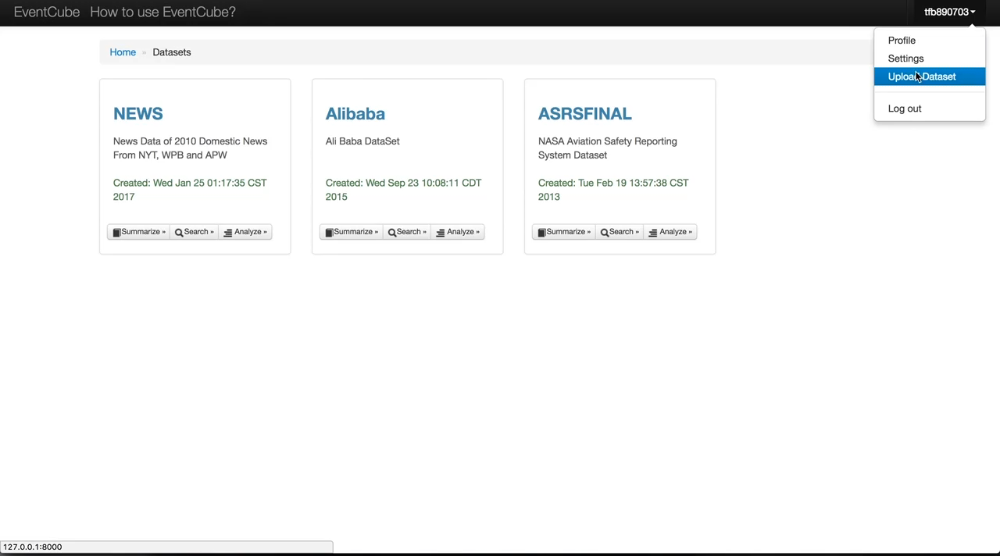 EventCube How to use EventCube? tfb890703
Profile
Settings
Upload Dataset
Log out
Home » Datasets
NEWS
News Data of 2010 Domestic News
From NYT, WPB and APW
Created: Wed Jan 25 01:17:35 CST
2017
Summarize » Search » Analyze »
Alibaba
Ali Baba DataSet
Created: Wed Sep 23 10:08:11 CDT
2015
Summarize » Search » Analyze »
ASRSFINAL
NASA Aviation Safety Reporting
System Dataset
Created: Tue Feb 19 13:57:38 CST
2013
Summarize » Search » Analyze »
127.0.0.1:8000